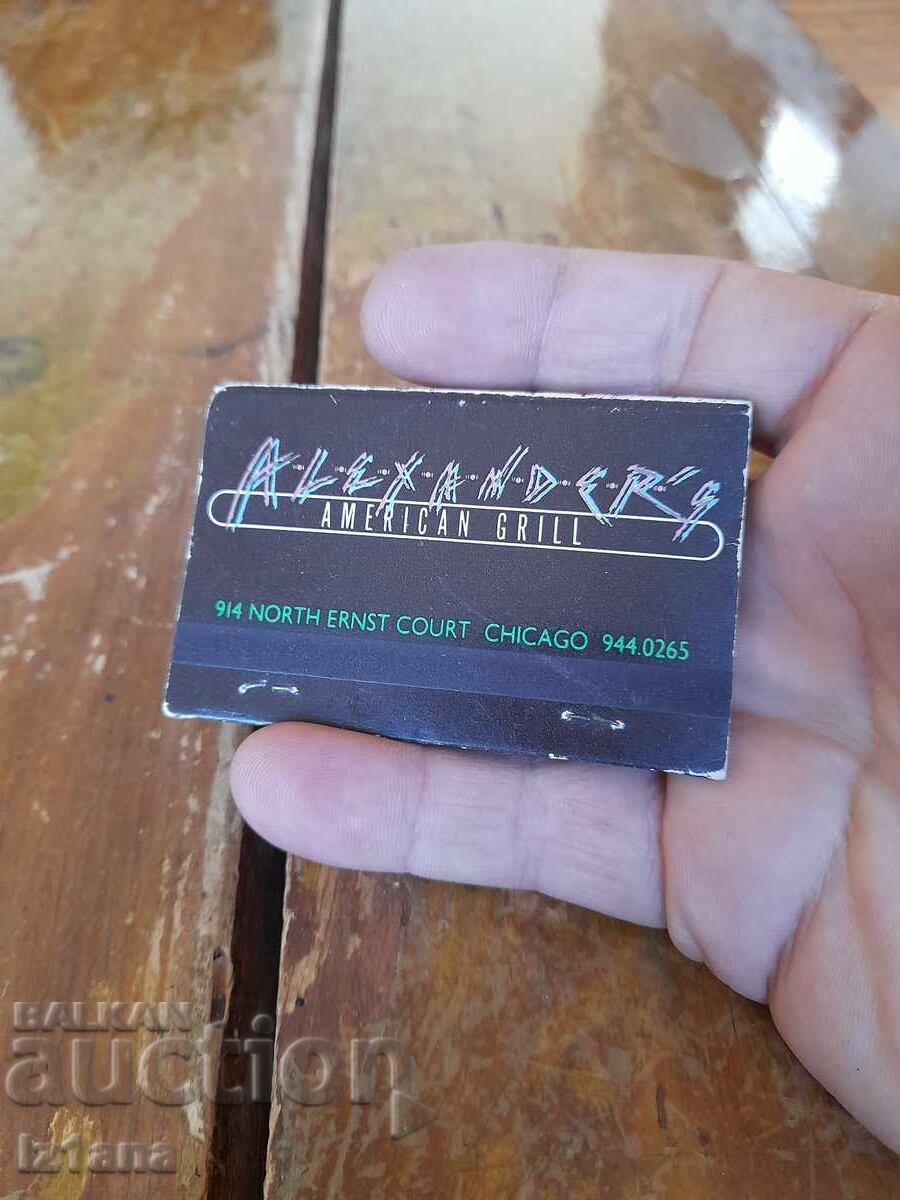 ALEXANDER'S
AMERICAN GRILL
914 NORTH ERNST COURT CHICAGO 944.0265
BALKAN
auction
iz1ana